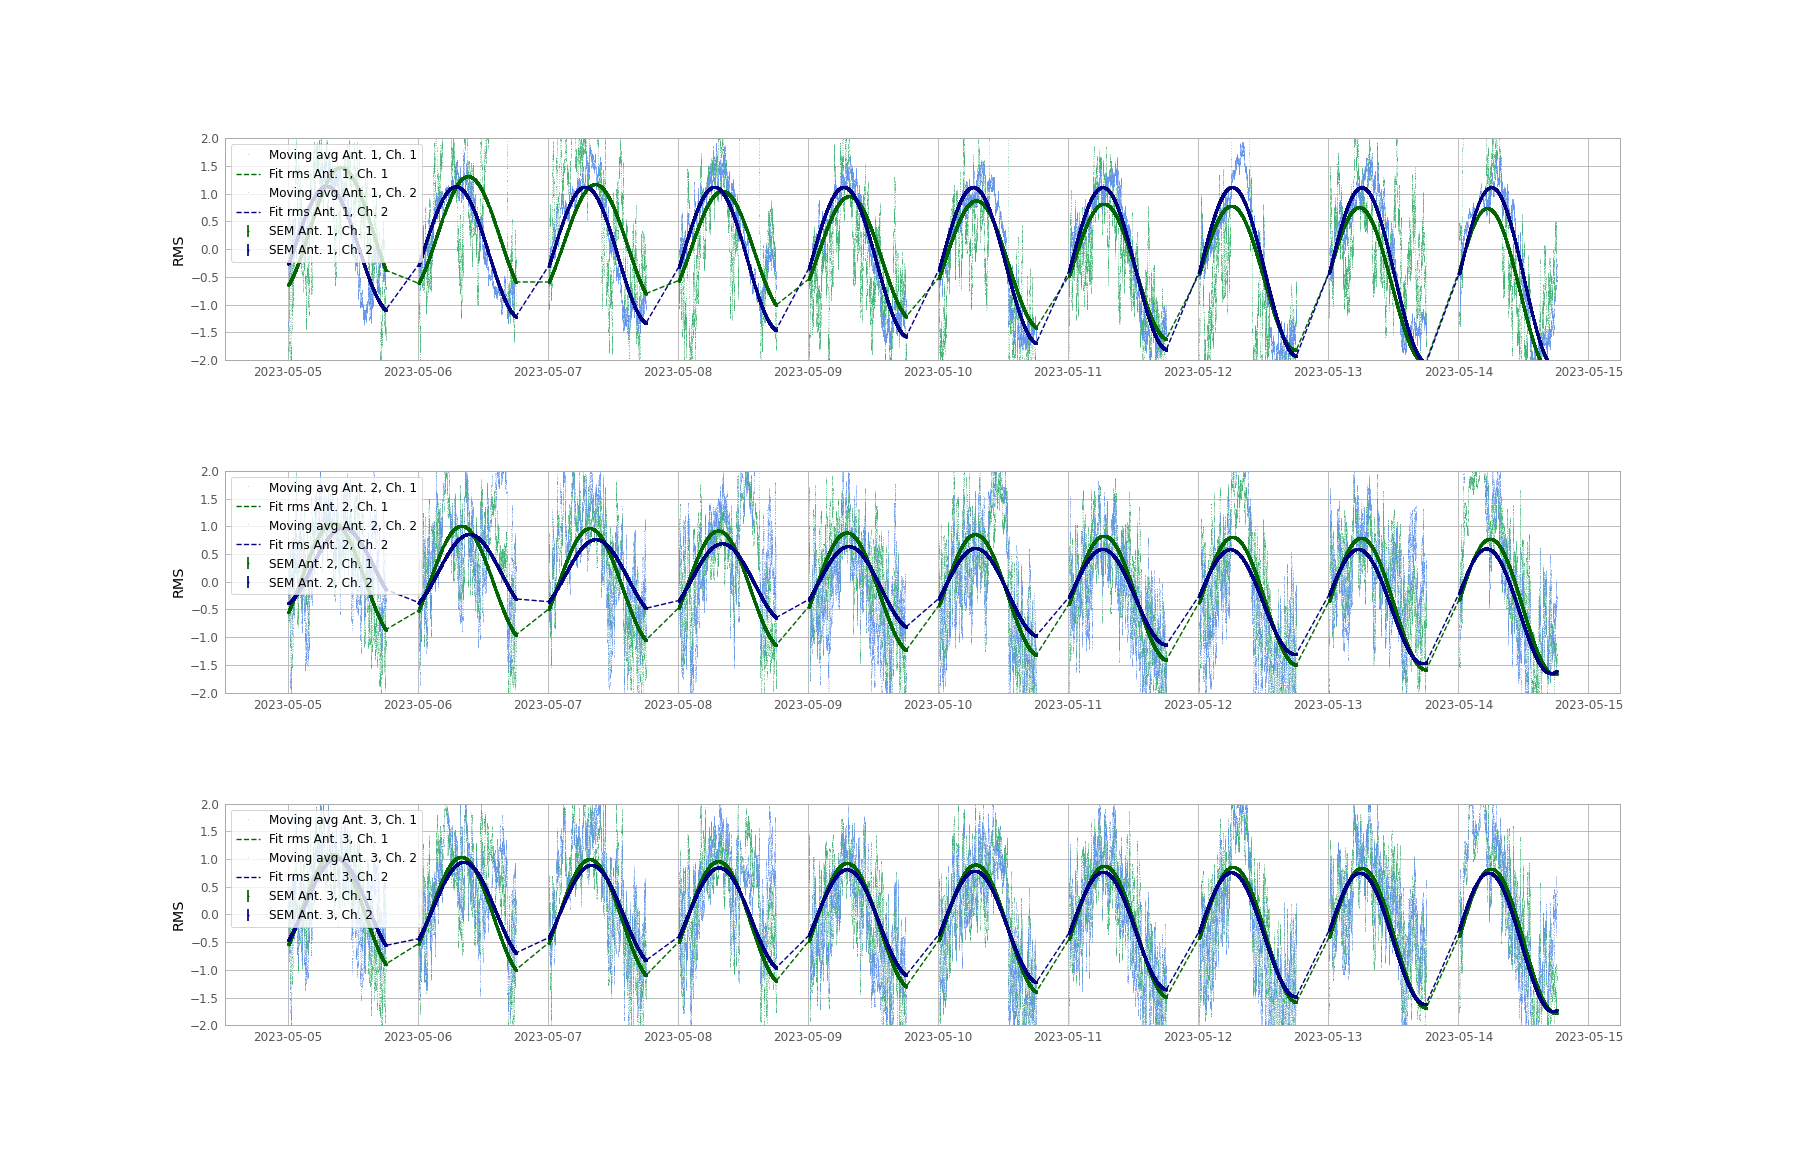 2.0
1.5
1.0
0.5
0.0
−0.5
−1.0
−1.5
−2.0
RMS
Moving avg Ant. 1, Ch. 1
Fit rms Ant. 1, Ch. 1
Moving avg Ant. 1, Ch. 2
Fit rms Ant. 1, Ch. 2
SEM Ant. 1, Ch. 1
SEM Ant. 1, Ch. 2
2023-05-05 2023-05-06 2023-05-07 2023-05-08 2023-05-09 2023-05-10 2023-05-11 2023-05-12 2023-05-13 2023-05-14 2023-05-15
2.0
1.5
1.0
0.5
0.0
−0.5
−1.0
−1.5
−2.0
RMS
Moving avg Ant. 2, Ch. 1
Fit rms Ant. 2, Ch. 1
Moving avg Ant. 2, Ch. 2
Fit rms Ant. 2, Ch. 2
SEM Ant. 2, Ch. 1
SEM Ant. 2, Ch. 2
2023-05-05 2023-05-06 2023-05-07 2023-05-08 2023-05-09 2023-05-10 2023-05-11 2023-05-12 2023-05-13 2023-05-14 2023-05-15
2.0
1.5
1.0
0.5
0.0
−0.5
−1.0
−1.5
−2.0
RMS
Moving avg Ant. 3, Ch. 1
Fit rms Ant. 3, Ch. 1
Moving avg Ant. 3, Ch. 2
Fit rms Ant. 3, Ch. 2
SEM Ant. 3, Ch. 1
SEM Ant. 3, Ch. 2
2023-05-05 2023-05-06 2023-05-07 2023-05-08 2023-05-09 2023-05-10 2023-05-11 2023-05-12 2023-05-13 2023-05-14 2023-05-15